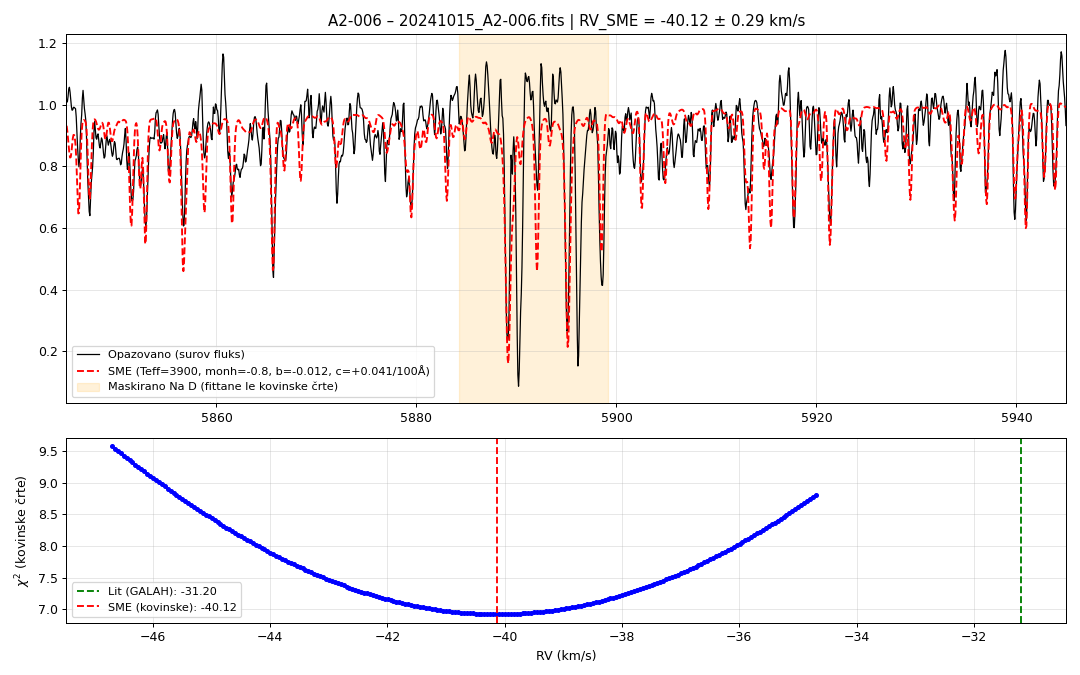 A2-006 – 20241015_A2-006.fits | RV_SME = -40.12 ± 0.29 km/s
1.2
1.0
0.8
0.6
0.4
0.2
Opazovano (surov fluks)
SME (Teff=3900, monh=-0.8, b=-0.012, c=+0.041/100Å)
Maskirano Na D (fittane le kovinske črte)
5860 5880 5900 5920 5940
χ² (kovinske črte)
9.5
9.0
8.5
8.0
7.5
7.0
Lit (GALAH): -31.20
SME (kovinske): -40.12
−46 −44 −42 −40 −38 −36 −34 −32
RV (km/s)